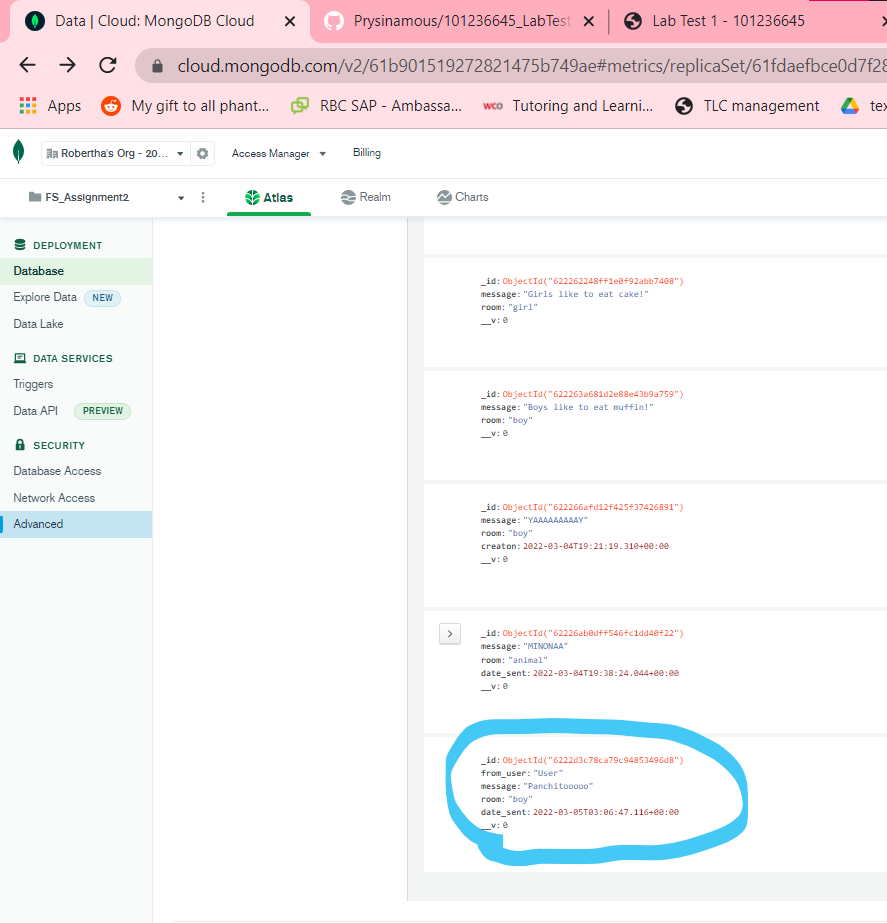 Data | Cloud: MongoDB Cloud
Prysinamous/101236645_LabTest
Lab Test 1 - 101236645
cloud.mongodb.com/v2/61b901519272821475b749ae#metrics/replicaSet/61fdaefbce0d7f28
Apps
My gift to all phant...
RBC SAP - Ambassa...
wco Tutoring and Learni...
TLC management
tex
Robertha's Org - 20...
Access Manager
Billing
FS_Assignment2
Atlas
Realm
Charts
DEPLOYMENT
Database
Explore Data NEW
Data Lake
DATA SERVICES
Triggers
Data API PREVIEW
SECURITY
Database Access
Network Access
Advanced
_id: ObjectId("622262248ff1e0f92abb7408")
message: "Girls like to eat cake!"
room: "girl"
__v: 0
_id: ObjectId("622263a681d2e88e43b9a759")
message: "Boys like to eat muffin!"
room: "boy"
__v: 0
_id: ObjectId("622266afd12f425f37426891")
message: "YAAAAAAAAAY"
room: "boy"
creaton: 2022-03-04T19:21:19.310+00:00
__v: 0
_id: ObjectId("62226ab0dff546fc1dd40f22")
message: "MINONAA"
room: "animal"
date_sent: 2022-03-04T19:38:24.044+00:00
__v: 0
_id: ObjectId("6222d3c78ca79c94853496d8")
from_user: "User"
message: "Panchitooooo"
room: "boy"
date_sent: 2022-03-05T03:06:47.116+00:00
__v: 0